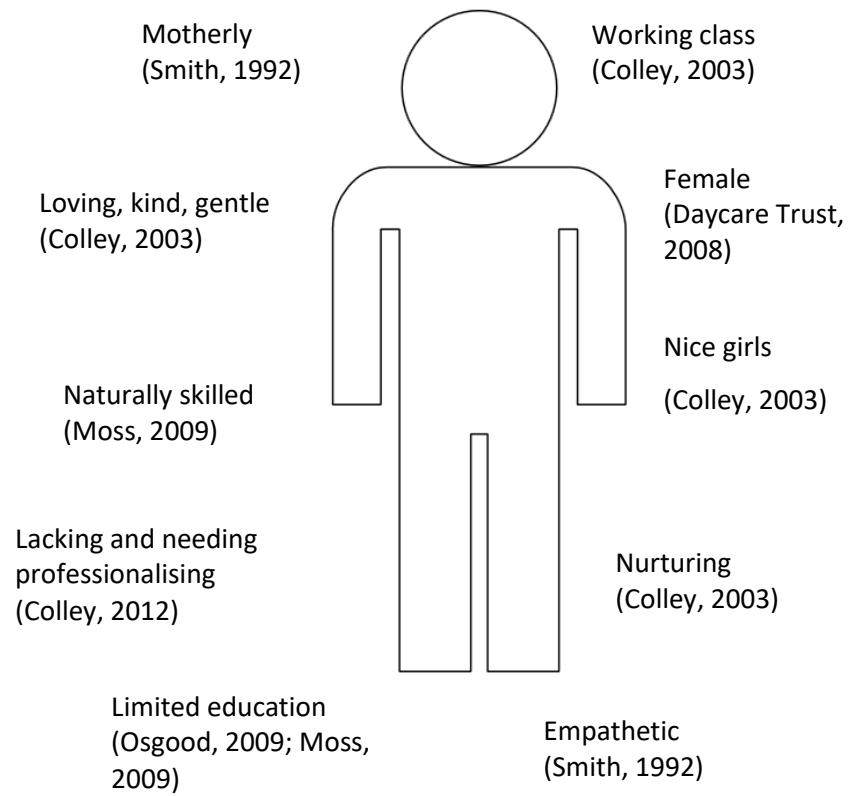 Motherly
(Smith, 1992)
Working class
(Colley, 2003)
Loving, kind, gentle
(Colley, 2003)
Female
(Daycare Trust,
2008)
Nice girls
(Colley, 2003)
Naturally skilled
(Moss, 2009)
Lacking and needing
professionalising
(Colley, 2012)
Nurturing
(Colley, 2003)
Limited education
(Osgood, 2009; Moss,
2009)
Empathetic
(Smith, 1992)